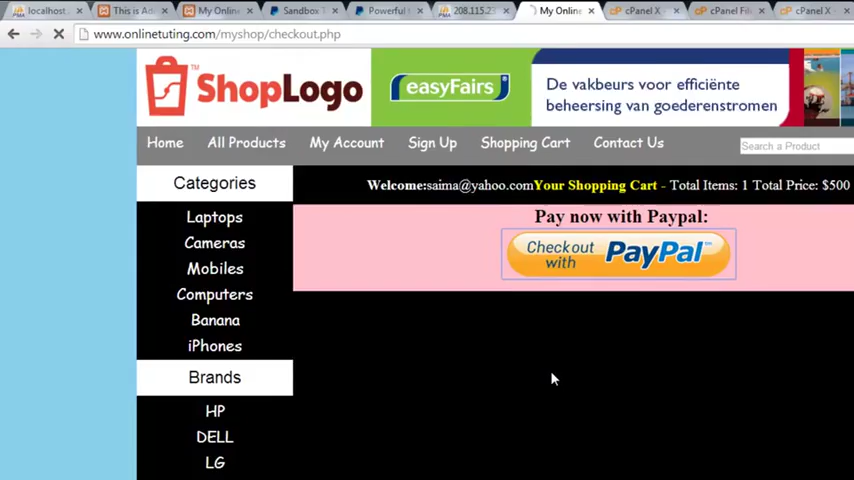 localhost
This is Ad
My Onlin
Sandbox T
Powerful
208.115.23
My Online
cPanel X
cPanel Fil
cPanel X
www.onlinetuting.com/myshop/checkout.php
ShopLogo
easyFairs
De vakbeurs voor efficiënte
beheersing van goederenstromen
Home All Products My Account Sign Up Shopping Cart Contact Us
Search a Product
Categories
Welcome:saima@yahoo.comYour Shopping Cart - Total Items: 1 Total Price: $500
Pay now with Paypal:
Checkout with PayPal
Laptops
Cameras
Mobiles
Computers
Banana
iPhones
Brands
HP
DELL
LG